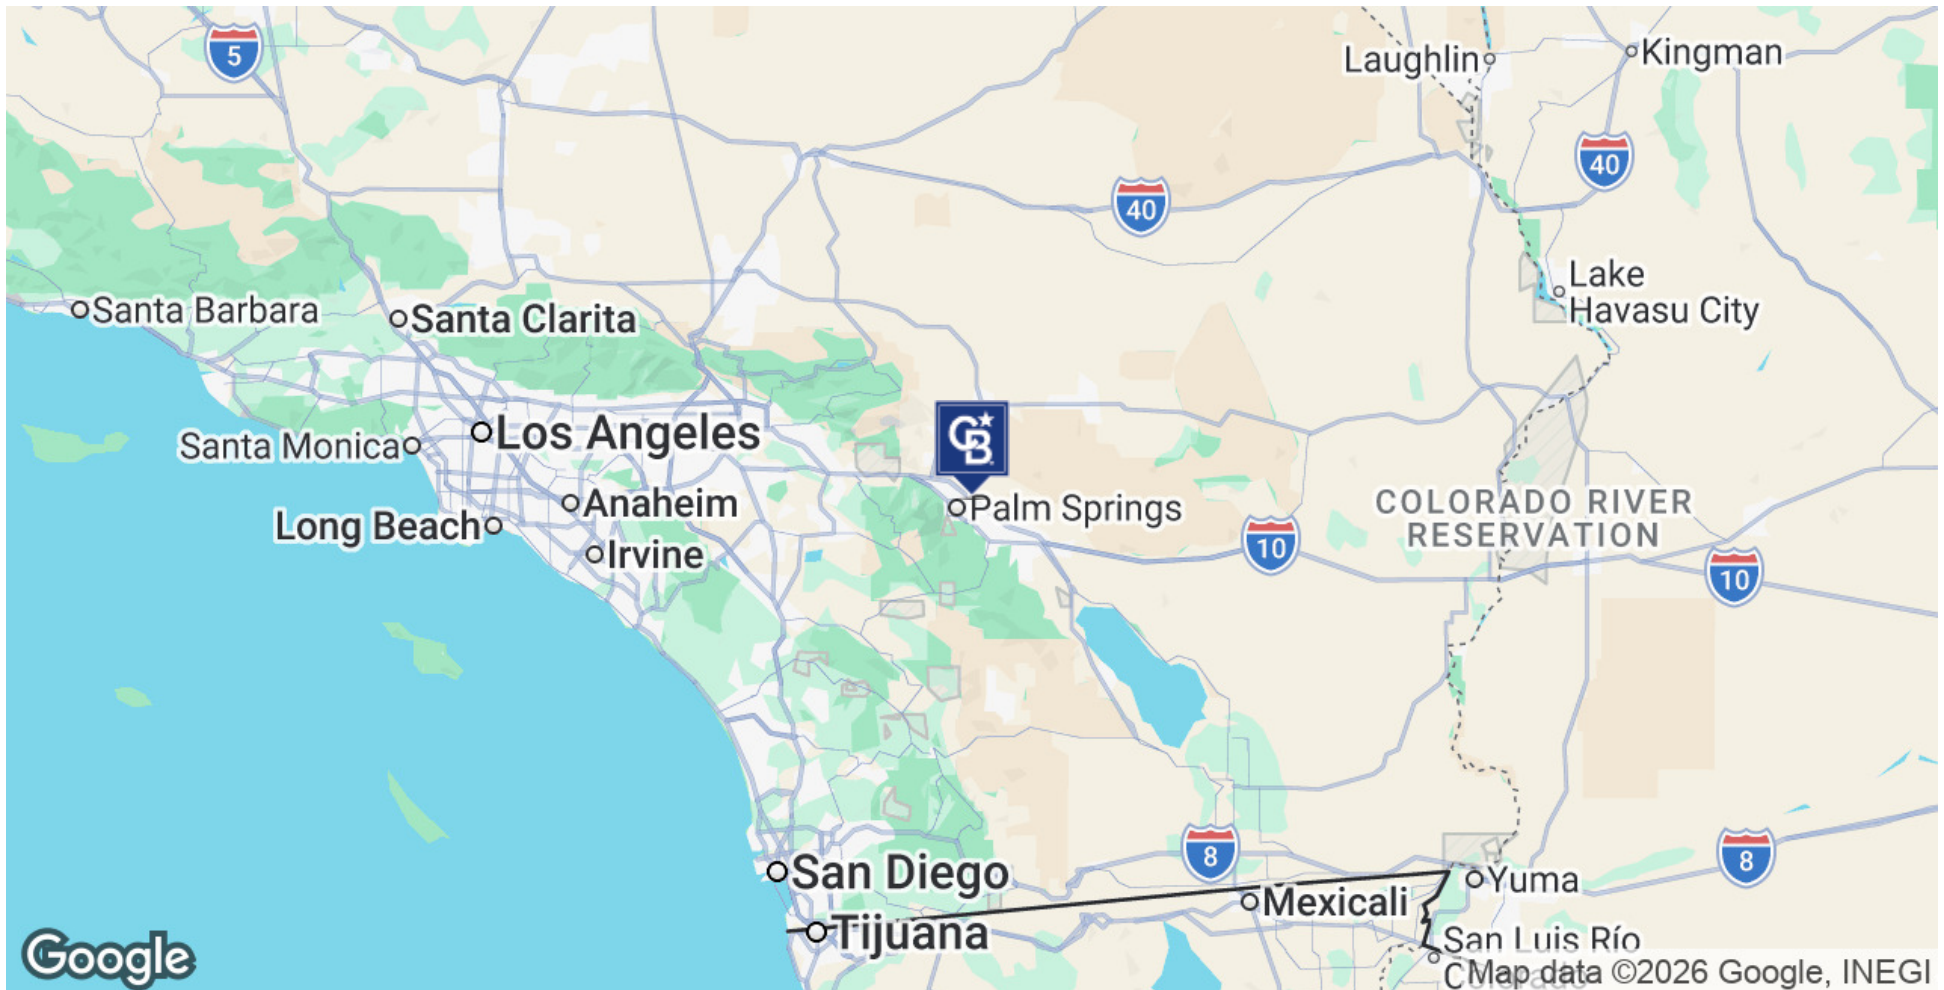 5
Laughlin
Kingman
40
40
Lake
Havasu City
Santa Barbara
Santa Clarita
CB
Los Angeles
Santa Monica
Palm Springs
Anaheim
Long Beach
Irvine
COLORADO RIVER
RESERVATION
10
10
San Diego
8
8
Yuma
Mexicali
Tijuana
San Luis Río
Colorado
Google
Map data ©2026 Google, INEGI